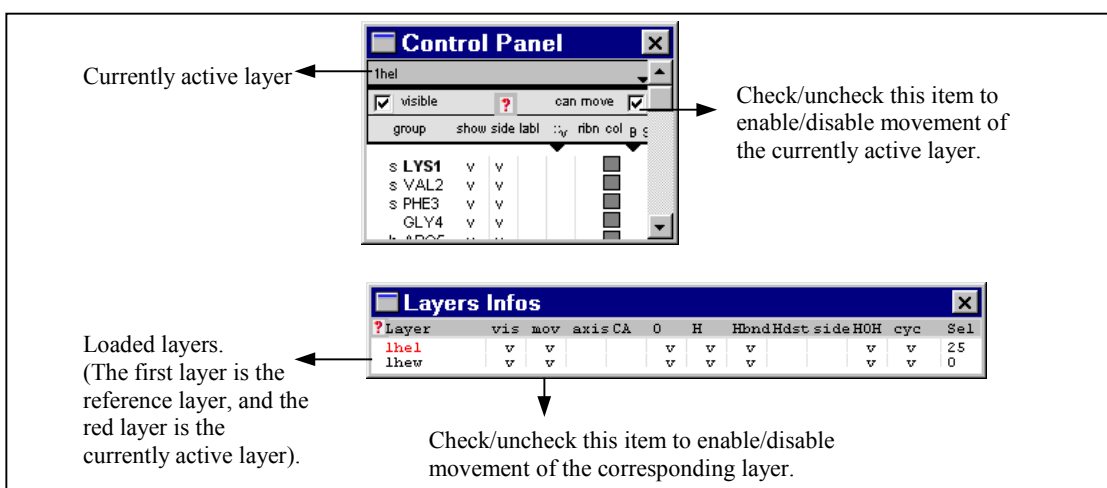 Control Panel
Currently active layer
1hel
visible ? can move
group show side labl ::v ribn col B S
s LYS1 v v
s VAL2 v v
s PHE3 v v
GLY4 v v
Check/uncheck this item to
enable/disable movement of
the currently active layer.
Layers Infos
?Layer vis mov axis CA O H Hbnd Hdst side HOH cyc Sel
1hel v v v v v v v 25
1hew v v v v v v v 0
Loaded layers.
(The first layer is the
reference layer, and the
red layer is the
currently active layer).
Check/uncheck this item to enable/disable
movement of the corresponding layer.